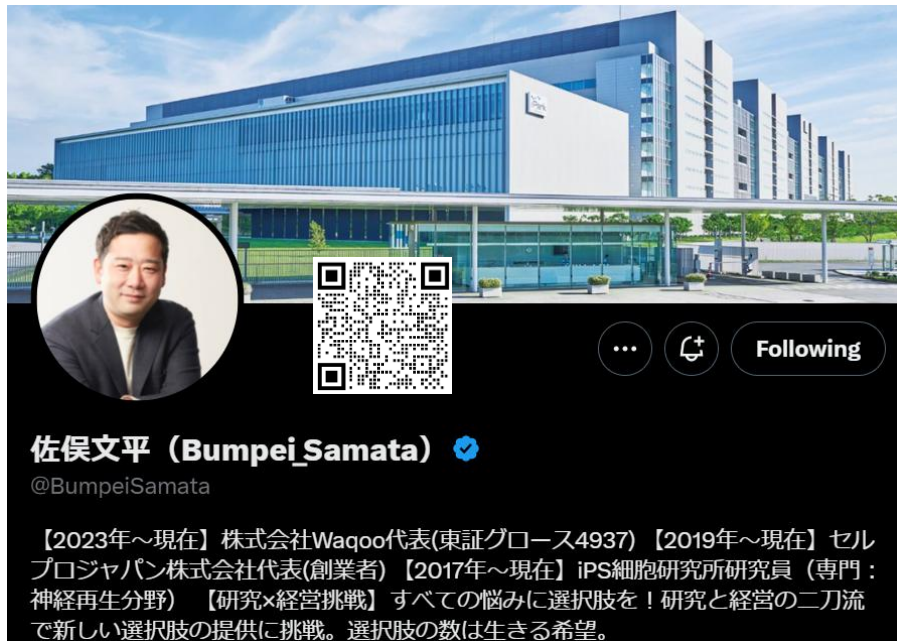 Following
佐俣文平（Bumpei_Samata）
@BumpeiSamata
【2023年～現在】株式会社Waqoo代表(東証グロース4937) 【2019年～現在】セル
プロジャパン株式会社代表(創業者) 【2017年～現在】iPS細胞研究所研究員（専門：
神経再生分野） 【研究×経営挑戦】すべての悩みに選択肢を！研究と経営の二刀流
で新しい選択肢の提供に挑戦。選択肢の数は生きる希望。